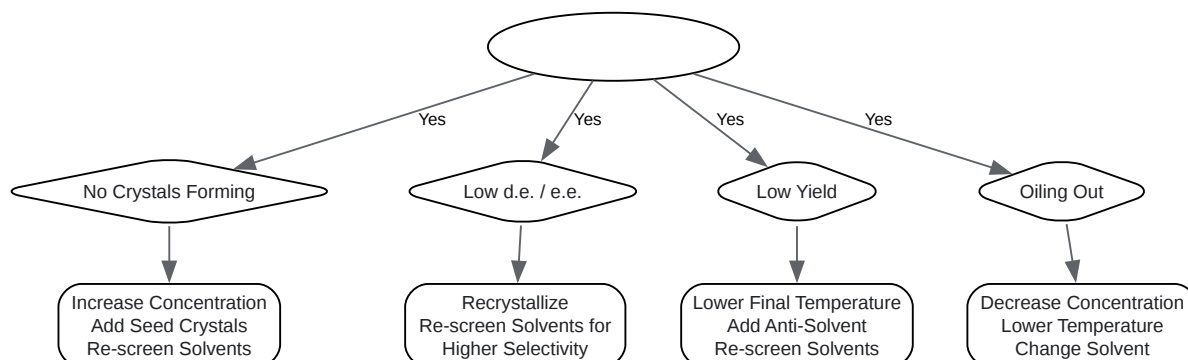 Yes
Yes
Yes
Yes
No Crystals Forming
Low d.e. / e.e.
Low Yield
Oiling Out
Increase Concentration
Add Seed Crystals
Re-screen Solvents
Recrystallize
Re-screen Solvents for
Higher Selectivity
Lower Final Temperature
Add Anti-Solvent
Re-screen Solvents
Decrease Concentration
Lower Temperature
Change Solvent